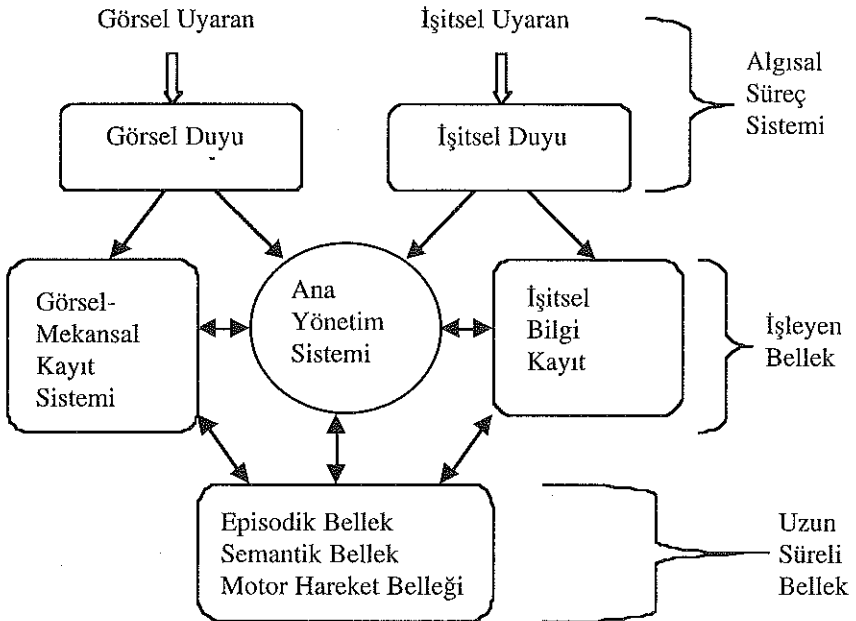 Görsel Uyaran
İşitsel Uyaran
Algısal
Süreç
Sistemi
Görsel Duyu
İşitsel Duyu
Görsel-
Mekansal
Kayıt
Sistemi
Ana
Yönetim
Sistemi
İşitsel
Bilgi
Kayıt
İşleyen
Bellek
Episodik Bellek
Semantik Bellek
Motor Hareket Belleği
Uzun
Süreli
Bellek